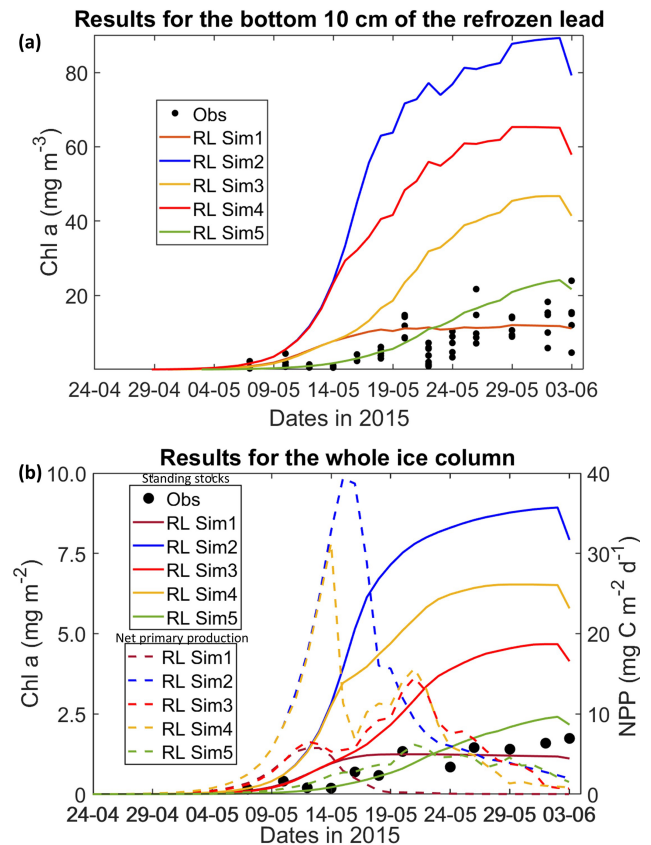 Results for the bottom 10 cm of the refrozen lead
(a)
80
60
40
20
Chl a (mg m-3)
Obs
RL Sim1
RL Sim2
RL Sim3
RL Sim4
RL Sim5
24-04 29-04 04-05 09-05 14-05 19-05 24-05 29-05 03-06
Dates in 2015
(b)
Results for the whole ice column
10.0
7.5
5.0
2.5
0
Chl a (mg m-2)
Standing stocks
Obs
RL Sim1
RL Sim2
RL Sim3
RL Sim4
RL Sim5
Net primary production
RL Sim1
RL Sim2
RL Sim3
RL Sim4
RL Sim5
40
30
20
10
0
NPP (mg C m-2 d-1)
24-04 29-04 04-05 09-05 14-05 19-05 24-05 29-05 03-06
Dates in 2015